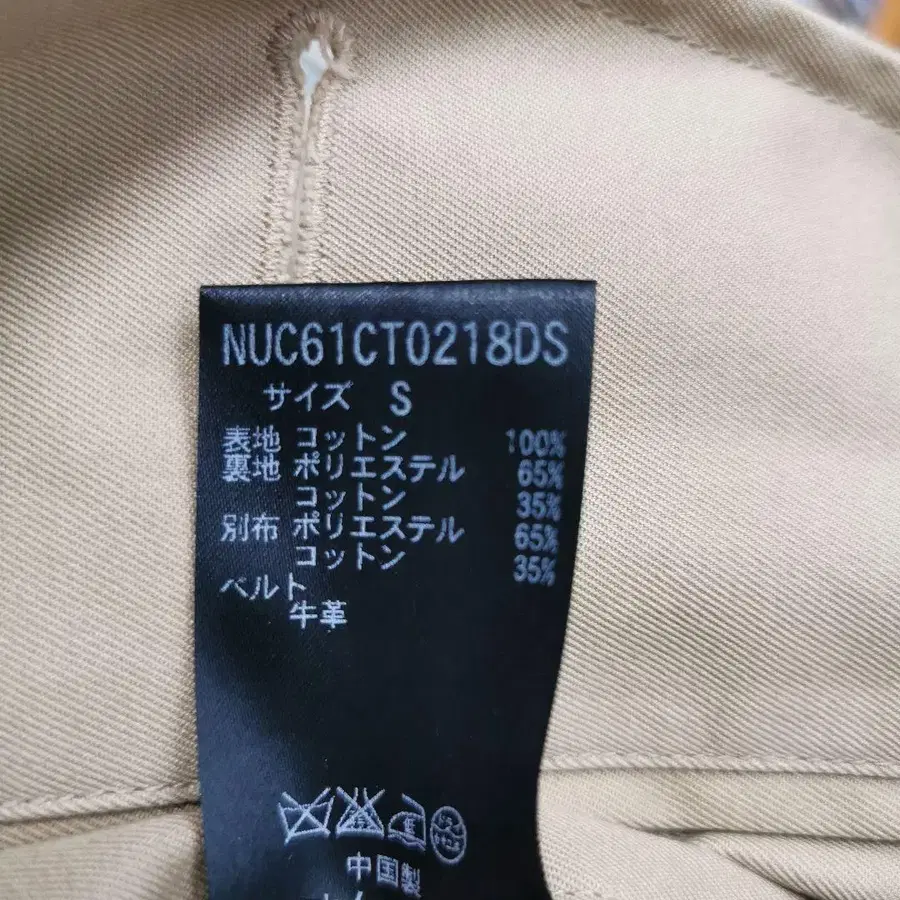 NUC61CT0218DS
サイズ S
表地 コットン 100%
裏地 ポリエステル 65%
コットン 35%
別布 ポリエステル 65%
コットン 35%
ベルト
牛革
中国製